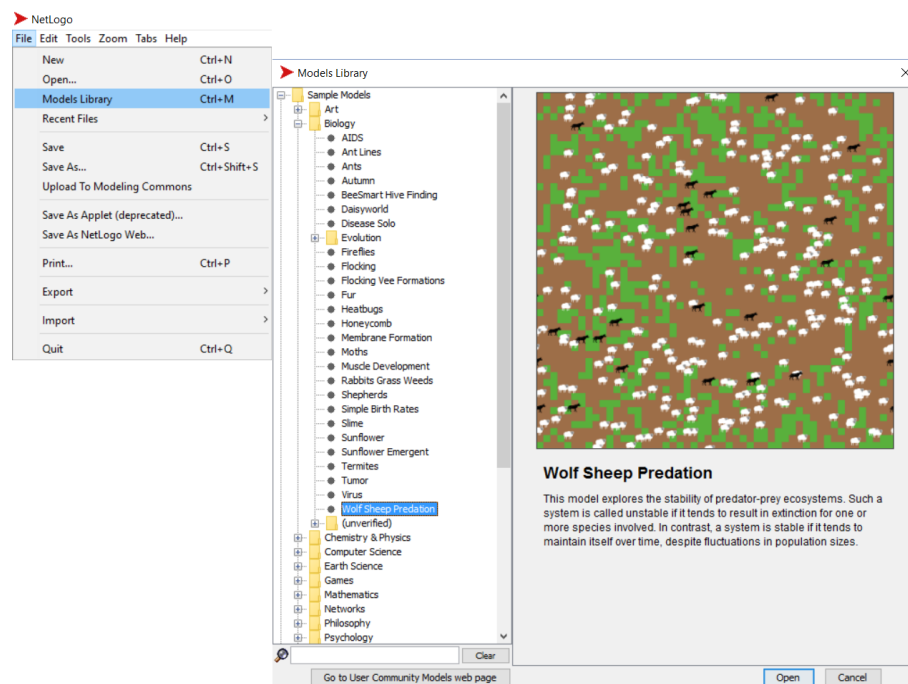 NetLogo
File Edit Tools Zoom Tabs Help
New Ctrl+N
Open... Ctrl+O
Models Library Ctrl+M
Recent Files
Save Ctrl+S
Save As... Ctrl+Shift+S
Upload To Modeling Commons
Save As Applet (deprecated)...
Save As NetLogo Web...
Print... Ctrl+P
Export
Import
Quit Ctrl+Q
Models Library
Sample Models
Art
Biology
AIDS
Ant Lines
Ants
Autumn
BeeSmart Hive Finding
Daisyworld
Disease Solo
Evolution
Fireflies
Flocking
Flocking Vee Formations
Fur
Heatbugs
Honeycomb
Membrane Formation
Moths
Muscle Development
Rabbits Grass Weeds
Shepherds
Simple Birth Rates
Slime
Sunflower
Sunflower Emergent
Termites
Tumor
Virus
Wolf Sheep Predation
(unverified)
Chemistry & Physics
Computer Science
Earth Science
Games
Mathematics
Networks
Philosophy
Psychology
Clear
Go to User Community Models web page
Wolf Sheep Predation
This model explores the stability of predator-prey ecosystems. Such a
system is called unstable if it tends to result in extinction for one or
more species involved. In contrast, a system is stable if it tends to
maintain itself over time, despite fluctuations in population sizes.
Open Cancel